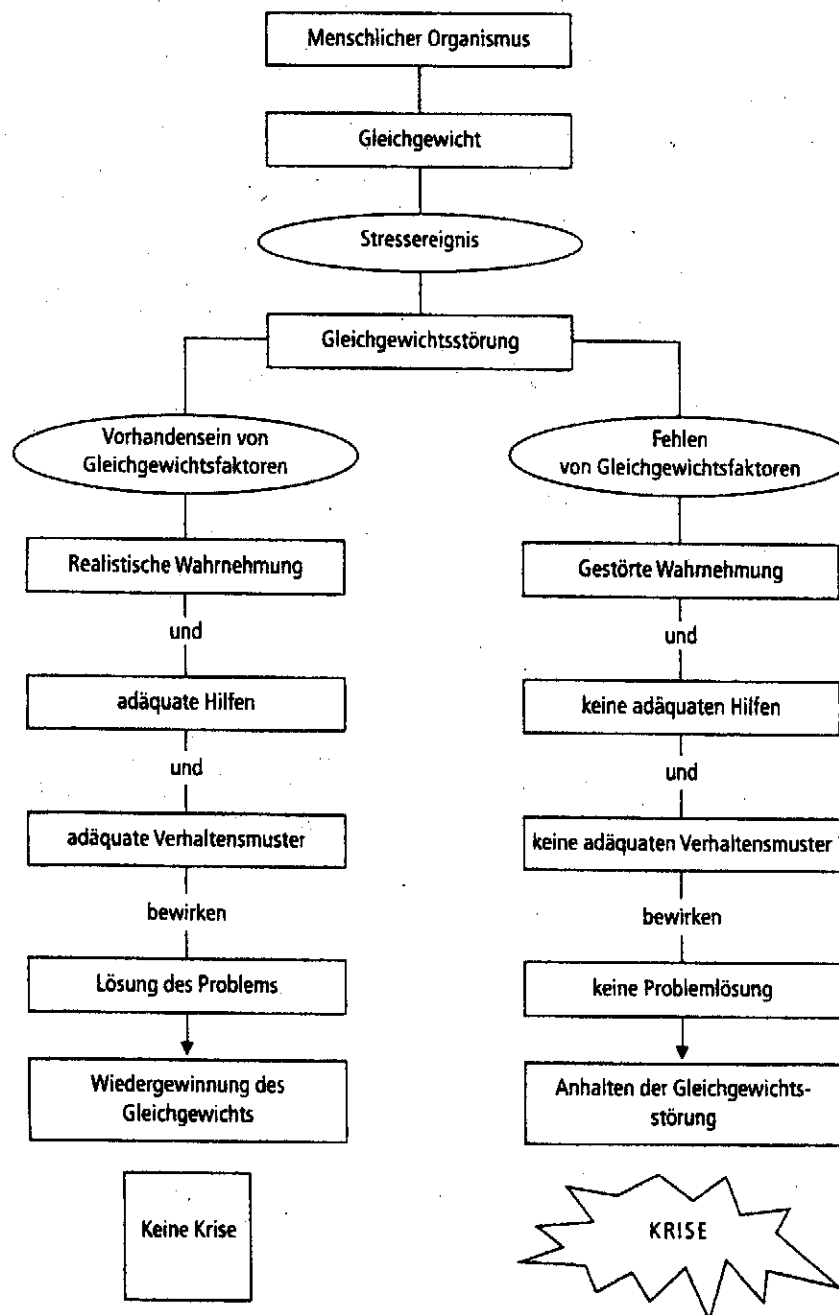 Menschlicher Organismus
Gleichgewicht
Stressereignis
Gleichgewichtsstörung
Vorhandensein von
Gleichgewichtsfaktoren
Realistische Wahrnehmung
und
adäquate Hilfen
und
adäquate Verhaltensmuster
bewirken
Lösung des Problems
Wiedergewinnung des
Gleichgewichts
Keine Krise
Fehlen
von Gleichgewichtsfaktoren
Gestörte Wahrnehmung
und
keine adäquaten Hilfen
und
keine adäquaten Verhaltensmuster
bewirken
keine Problemlösung
Anhalten der Gleichgewichts-
störung
KRISE